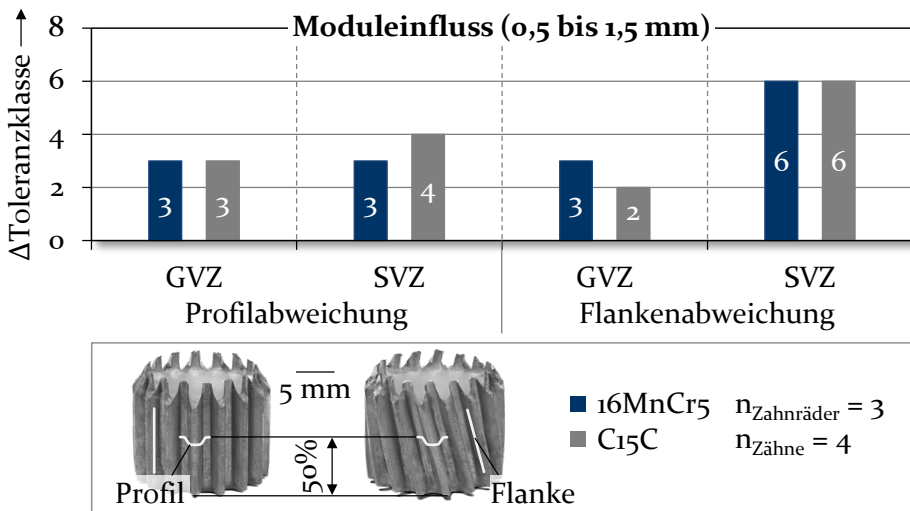 Moduleinfluss (0,5 bis 1,5 mm)
ΔToleranzklasse
8
6
4
2
0
3 3 3 4 3 2 6 6
GVZ SVZ GVZ SVZ
Profilabweichung Flankenabweichung
5 mm
50%
Profil Flanke
16MnCr5 nZahnräder = 3
C15C nZähne = 4